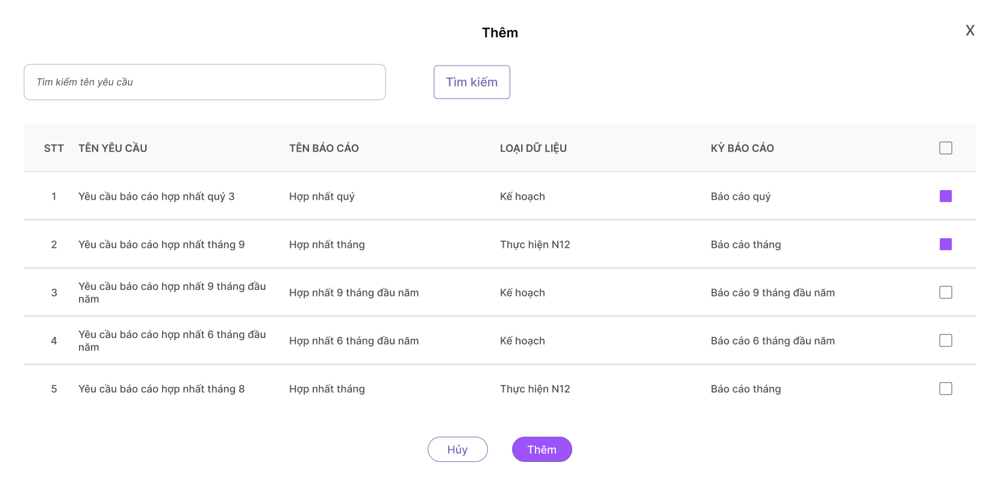 Thêm
X
Tìm kiếm tên yêu cầu
Tìm kiếm
STT TÊN YÊU CẦU TÊN BÁO CÁO LOẠI DỮ LIỆU KỲ BÁO CÁO
1 Yêu cầu báo cáo hợp nhất quý 3 Hợp nhất quý Kế hoạch Báo cáo quý
2 Yêu cầu báo cáo hợp nhất tháng 9 Hợp nhất tháng Thực hiện N12 Báo cáo tháng
3 Yêu cầu báo cáo hợp nhất 9 tháng đầu
năm
Hợp nhất 9 tháng đầu năm Kế hoạch Báo cáo 9 tháng đầu năm
4 Yêu cầu báo cáo hợp nhất 6 tháng đầu
năm
Hợp nhất 6 tháng đầu năm Kế hoạch Báo cáo 6 tháng đầu năm
5 Yêu cầu báo cáo hợp nhất tháng 8 Hợp nhất tháng Thực hiện N12 Báo cáo tháng
Hủy
Thêm